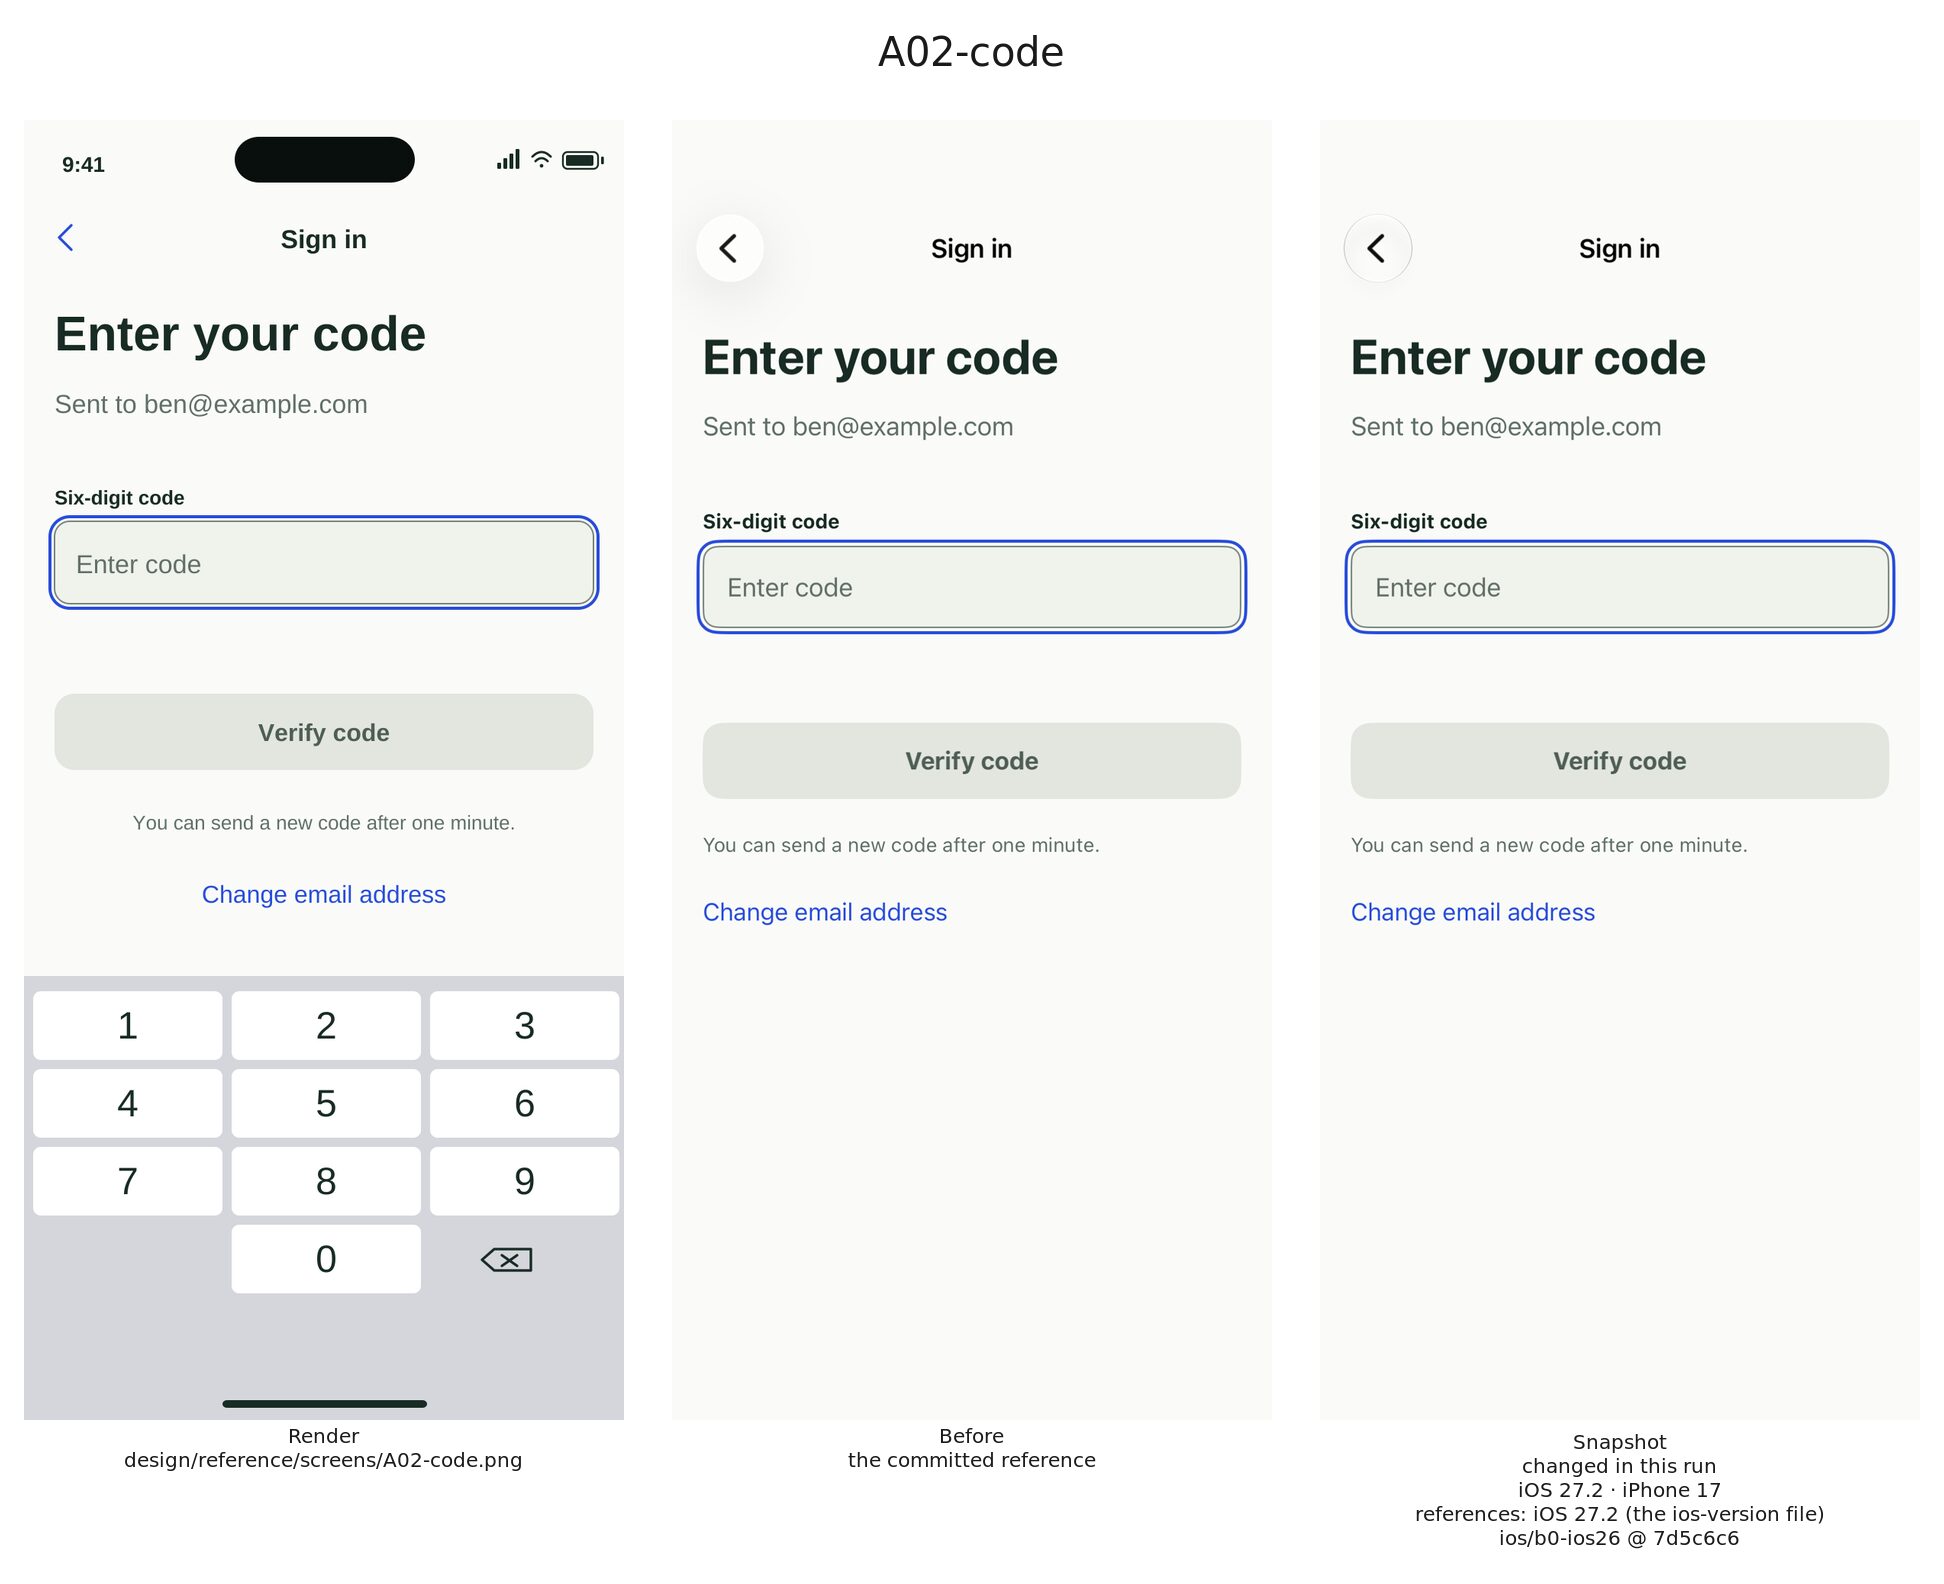 A02-code
9:41
Sign in
Enter your code
Sent to ben@example.com
Six-digit code
Enter code
Verify code
You can send a new code after one minute.
Change email address
1 2 3
4 5 6
7 8 9
0
Render
design/reference/screens/A02-code.png
Sign in
Enter your code
Sent to ben@example.com
Six-digit code
Enter code
Verify code
You can send a new code after one minute.
Change email address
Before
the committed reference
Sign in
Enter your code
Sent to ben@example.com
Six-digit code
Enter code
Verify code
You can send a new code after one minute.
Change email address
Snapshot
changed in this run
iOS 27.2 · iPhone 17
references: iOS 27.2 (the ios-version file)
ios/b0-ios26 @ 7d5c6c6